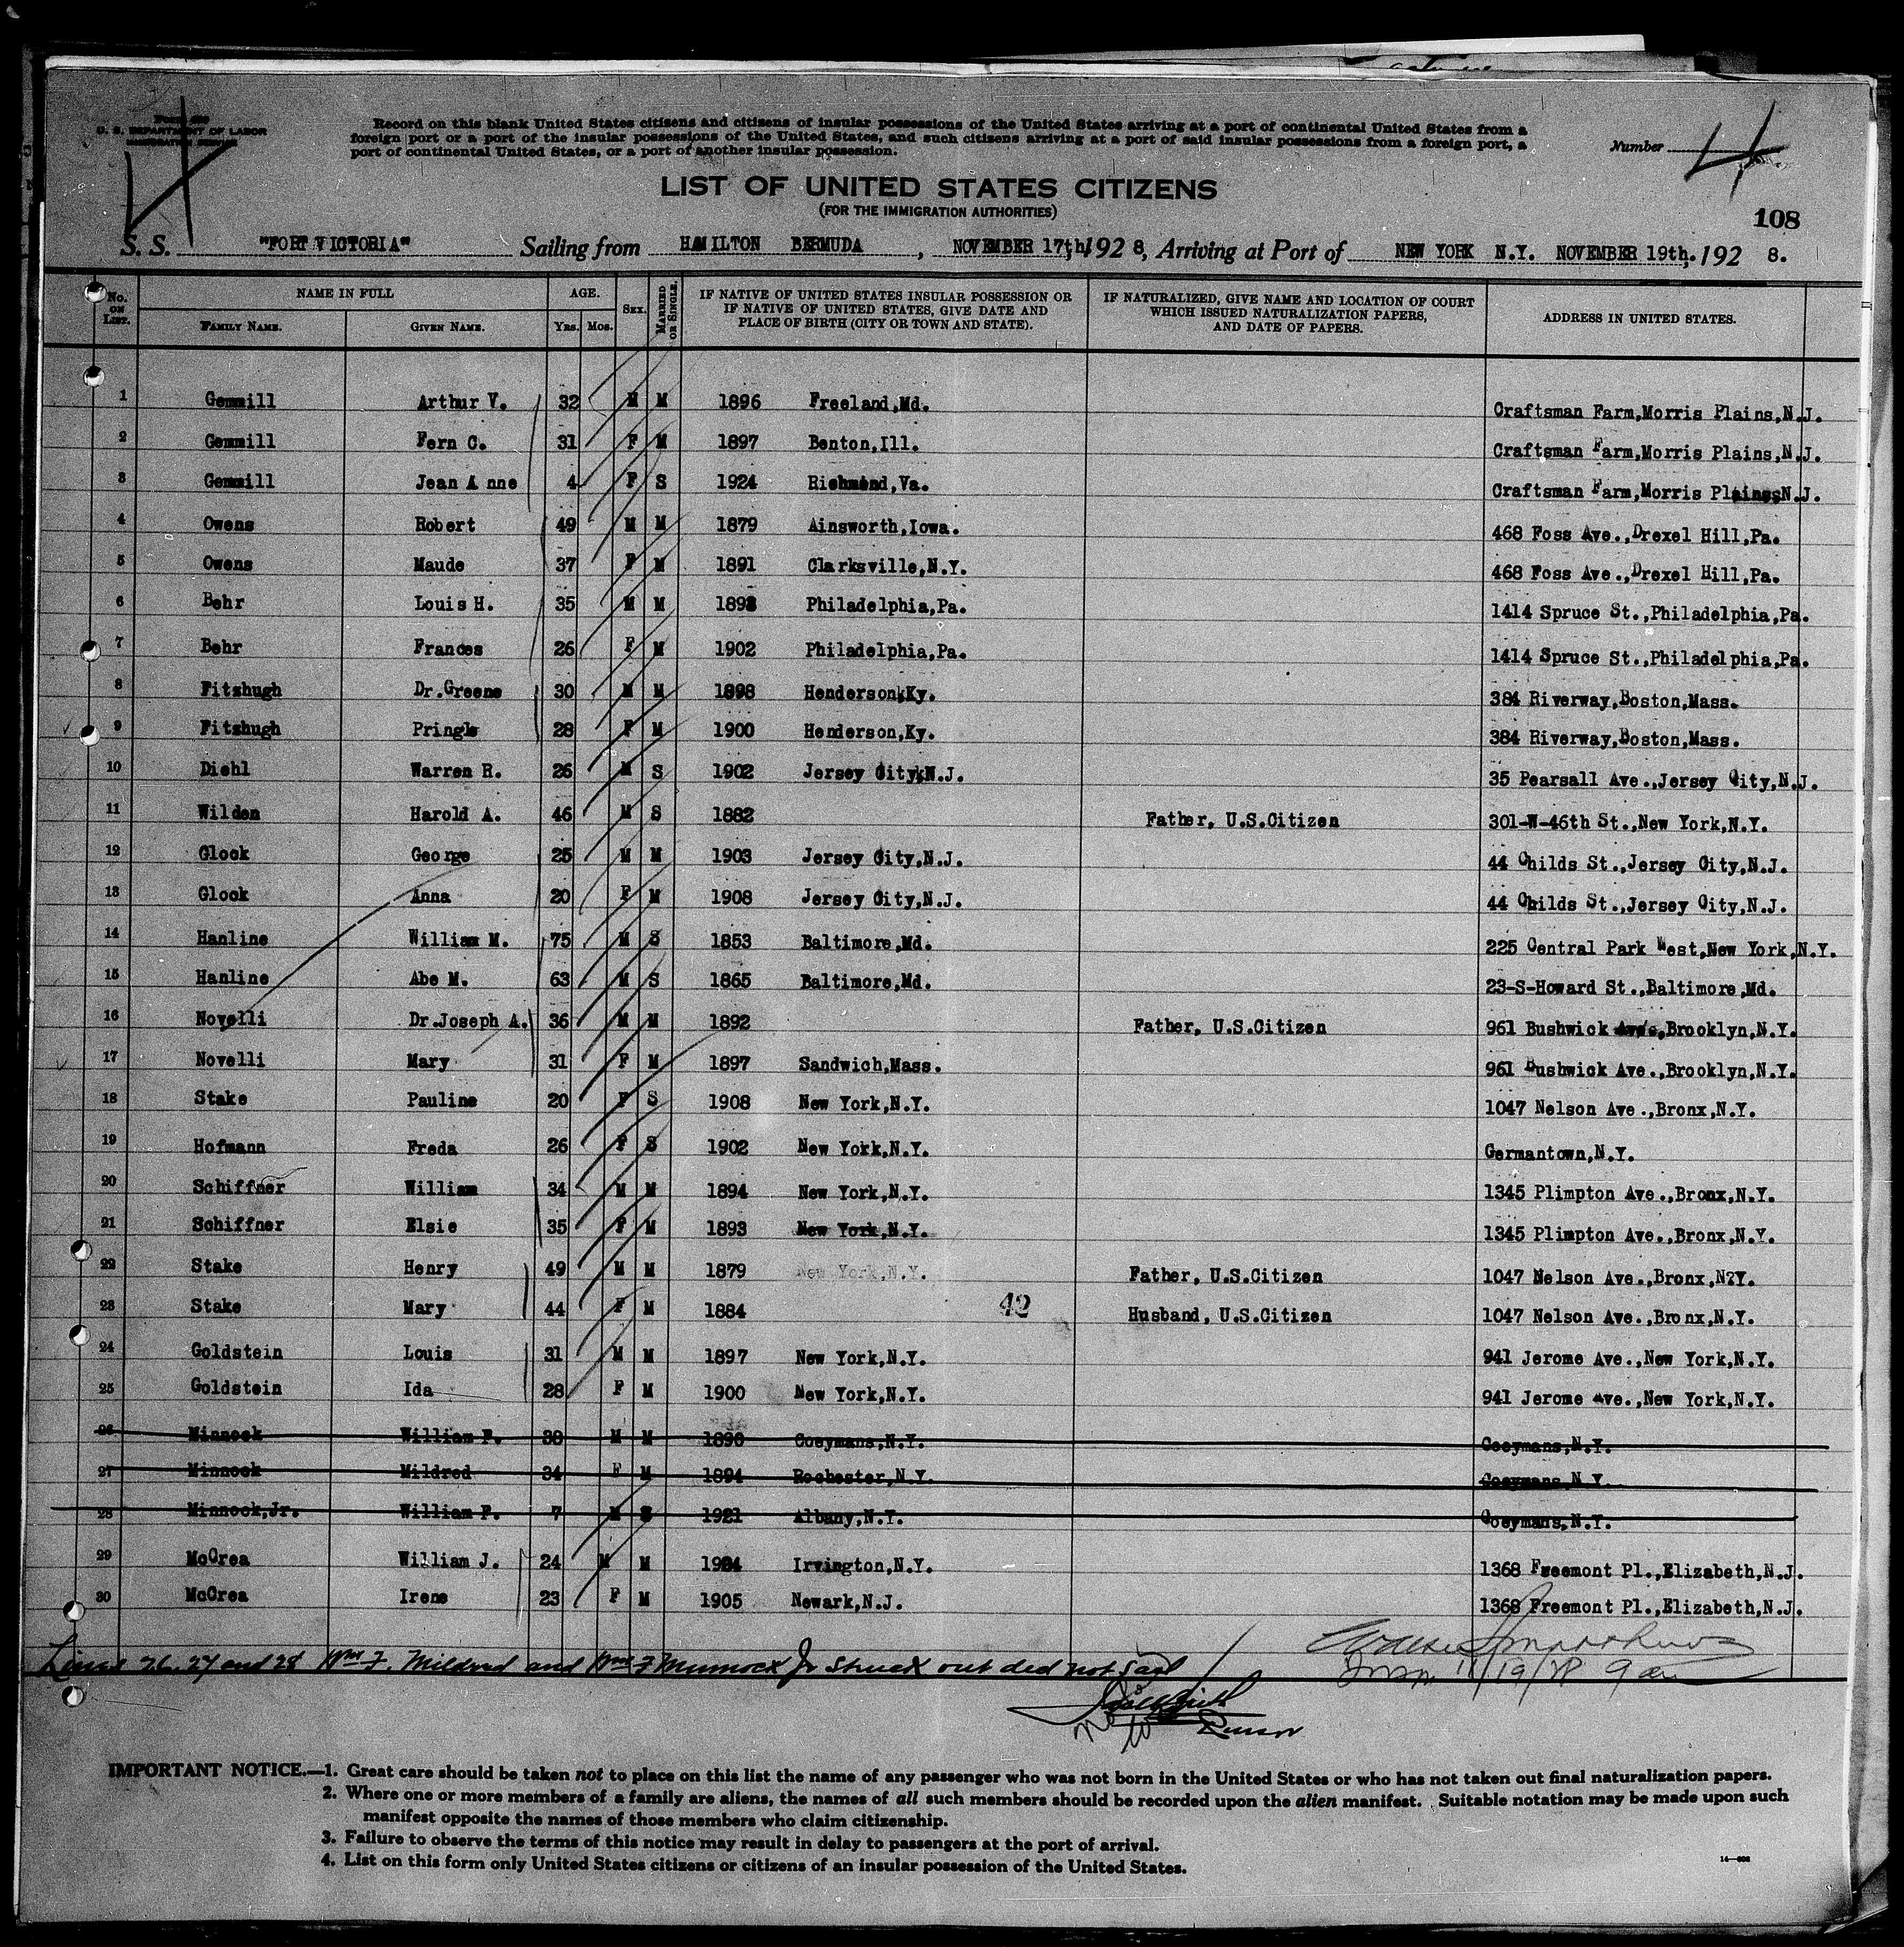 Form 630
U. S. DEPARTMENT OF LABOR
IMMIGRATION SERVICE
Record on this blank United States citizens and citizens of insular possessions of the United States arriving at a port of continental United States from a
foreign port or a port of the insular possessions of the United States, and such citizens arriving at a port of said insular possessions from a foreign port, a
port of continental United States, or a port of another insular possession.
Number 4
LIST OF UNITED STATES CITIZENS
(FOR THE IMMIGRATION AUTHORITIES)
108
S. S. "FORT VICTORIA" Sailing from HAMILTON BERMUDA, NOVEMBER 17th, 1928, Arriving at Port of NEW YORK N.Y. NOVEMBER 19th, 1928.
No. ON LIST. NAME IN FULL AGE. SEX. MARRIED OR SINGLE. IF NATIVE OF UNITED STATES INSULAR POSSESSION OR IF NATIVE OF UNITED STATES, GIVE DATE AND PLACE OF BIRTH (CITY OR TOWN AND STATE). IF NATURALIZED, GIVE NAME AND LOCATION OF COURT WHICH ISSUED NATURALIZATION PAPERS, AND DATE OF PAPERS. ADDRESS IN UNITED STATES.
FAMILY NAME. GIVEN NAME. Yrs. Mos.
1 Gemmill Arthur V. 32 M M 1896 Freeland,Md. Craftsman Farm,Morris Plains,N.J.
2 Gemmill Fern C. 31 F M 1897 Benton,Ill. Craftsman Farm,Morris Plains,N.J.
3 Gemmill Jean A nne 4 F S 1924 Richmond,Va. Craftsman Farm,Morris Plains,N.J.
4 Owens Robert 49 M M 1879 Ainsworth,Iowa. 468 Foss Ave.,Drexel Hill,Pa.
5 Owens Maude 37 F M 1891 Clarksville,N.Y. 468 Foss Ave.,Drexel Hill,Pa.
6 Behr Louis H. 35 M M 1893 Philadelphia,Pa. 1414 Spruce St.,Philadelphia,Pa.
7 Behr Frances 26 F M 1902 Philadelphia,Pa. 1414 Spruce St.,Philadelphia,Pa.
8 Fitzhugh Dr.Greene 30 M M 1898 Henderson,Ky. 384 Riverway,Boston,Mass.
9 Fitzhugh Pringle 28 F M 1900 Henderson,Ky. 384 Riverway,Boston,Mass.
10 Diehl Warren R. 26 M S 1902 Jersey City,N.J. 35 Pearsall Ave.,Jersey City,N.J.
11 Wilden Harold A. 46 M S 1882 Father, U.S.Citizen 301-W-46th St.,New York,N.Y.
12 Glock George 25 M M 1903 Jersey City,N.J. 44 Childs St.,Jersey City,N.J.
13 Glock Anna 20 F M 1908 Jersey City,N.J. 44 Childs St.,Jersey City,N.J.
14 Hanline William M. 75 M S 1853 Baltimore,Md. 225 Central Park West,New York,N.Y.
15 Hanline Abe M. 63 M S 1865 Baltimore,Md. 23-S-Howard St.,Baltimore,Md.
16 Novelli Dr.Joseph A. 36 M M 1892 Father, U.S.Citizen 961 Bushwick Ave.,Brooklyn,N.Y.
17 Novelli Mary 31 F M 1897 Sandwich,Mass. 961 Bushwick Ave.,Brooklyn,N.Y.
18 Stake Pauline 20 F S 1908 New York,N.Y. 1047 Nelson Ave.,Bronx,N.Y.
19 Hofmann Freda 26 F S 1902 New York,N.Y. Germantown,N.Y.
20 Schiffner William 34 M M 1894 New York,N.Y. 1345 Plimpton Ave.,Bronx,N.Y.
21 Schiffner Elsie 35 F M 1893 New York,N.Y. 1345 Plimpton Ave.,Bronx,N.Y.
22 Stake Henry 49 M M 1879 New York,N.Y. Father, U.S.Citizen 1047 Nelson Ave.,Bronx,N?Y.
23 Stake Mary 44 F M 1884 42 Husband, U.S.Citizen 1047 Nelson Ave.,Bronx,N.Y.
24 Goldstein Louis 31 M M 1897 New York,N.Y. 941 Jerome Ave.,New York,N.Y.
25 Goldstein Ida 28 F M 1900 New York,N.Y. 941 Jerome Ave.,New York,N.Y.
26 Minnock William F. 38 M M 1890 Coeymans,N.Y. Coeymans,N.Y.
27 Minnock Mildred 34 F M 1894 Rochester,N.Y. Coeymans,N.Y.
28 Minnock,Jr. William F. 7 M S 1921 Albany,N.Y. Coeymans,N.Y.
29 McCrea William J. 24 M M 1904 Irvington,N.Y. 1368 Freemont Pl.,Elizabeth,N.J.
30 McCrea Irene 23 F M 1905 Newark,N.J. 1368 Freemont Pl.,Elizabeth,N.J.
Lines 26, 27 and 28 Wm F. Mildred and Wm F Minnock Jr struck out did not sail
11/19/28 9 am
Purser
IMPORTANT NOTICE.—1. Great care should be taken not to place on this list the name of any passenger who was not born in the United States or who has not taken out final naturalization papers.
2. Where one or more members of a family are aliens, the names of all such members should be recorded upon the alien manifest. Suitable notation may be made upon such
manifest opposite the names of those members who claim citizenship.
3. Failure to observe the terms of this notice may result in delay to passengers at the port of arrival.
4. List on this form only United States citizens or citizens of an insular possession of the United States.